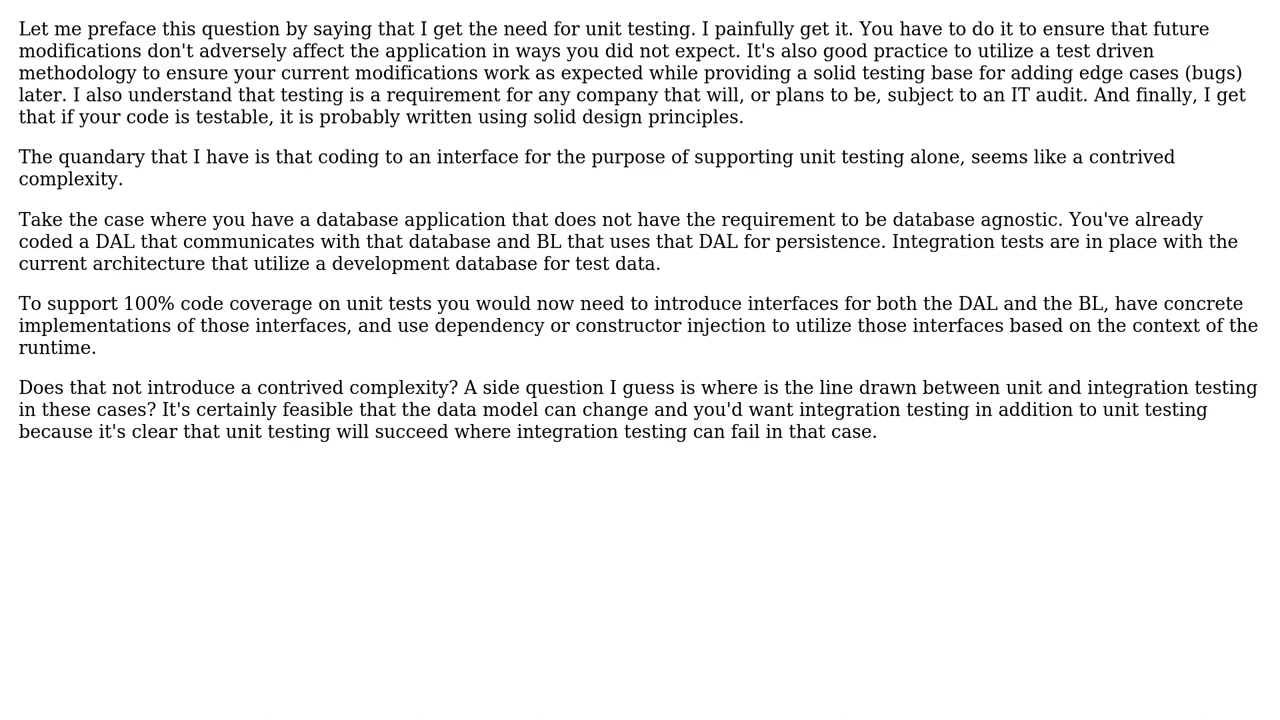 Let me preface this question by saying that I get the need for unit testing. I painfully get it. You have to do it to ensure that future
modifications don't adversely affect the application in ways you did not expect. It's also good practice to utilize a test driven
methodology to ensure your current modifications work as expected while providing a solid testing base for adding edge cases (bugs)
later. I also understand that testing is a requirement for any company that will, or plans to be, subject to an IT audit. And finally, I get
that if your code is testable, it is probably written using solid design principles.
The quandary that I have is that coding to an interface for the purpose of supporting unit testing alone, seems like a contrived
complexity.
Take the case where you have a database application that does not have the requirement to be database agnostic. You've already
coded a DAL that communicates with that database and BL that uses that DAL for persistence. Integration tests are in place with the
current architecture that utilize a development database for test data.
To support 100% code coverage on unit tests you would now need to introduce interfaces for both the DAL and the BL, have concrete
implementations of those interfaces, and use dependency or constructor injection to utilize those interfaces based on the context of the
runtime.
Does that not introduce a contrived complexity? A side question I guess is where is the line drawn between unit and integration testing
in these cases? It's certainly feasible that the data model can change and you'd want integration testing in addition to unit testing
because it's clear that unit testing will succeed where integration testing can fail in that case.